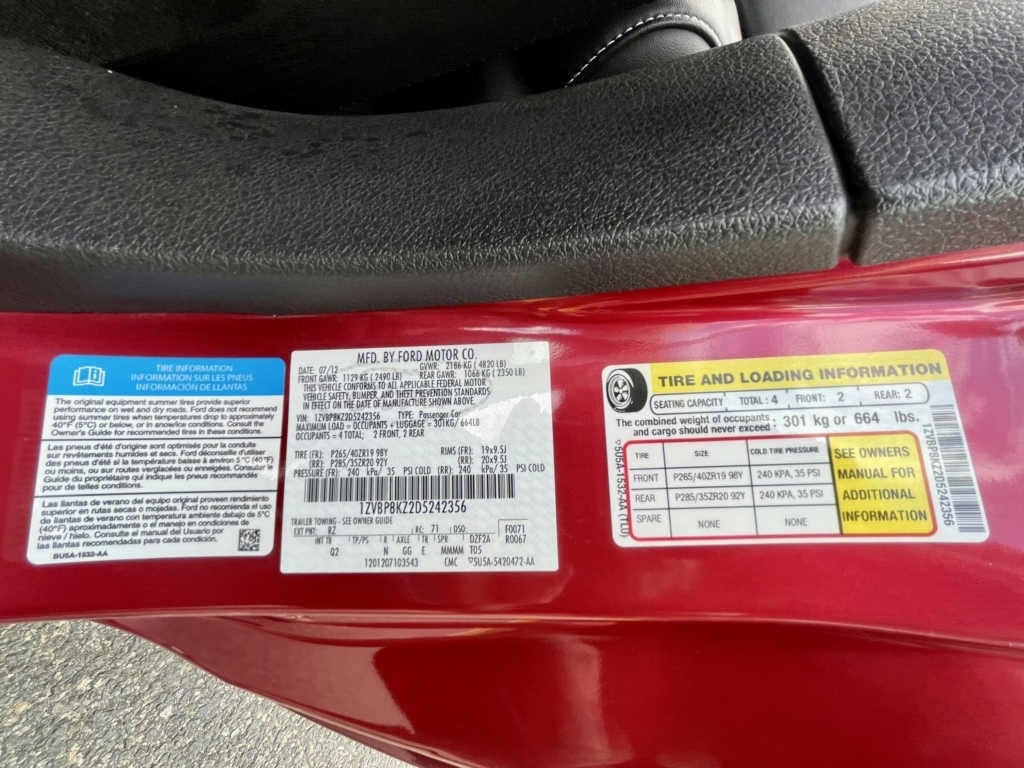 TIRE INFORMATION
INFORMATION SUR LES PNEUS
INFORMACIÓN DE LLANTAS
The original equipment summer tires provide superior
performance on wet and dry roads. Ford does not recommend
using summer tires when temperatures drop to approximately
40°F (5°C) or below, or in snow/ice conditions. Consult the
Owner's Guide for recommended tires in these conditions.
Les pneus d'été d'origine sont optimisés pour la conduite
sur revêtements humides et secs. Ford déconseille d'utiliser
des pneus d'été si la température baisse à environ 5°C (40°F)
ou moins, ou sur routes verglacées ou enneigées. Consulter le
Guide du propriétaire qui indique les pneus recommandés
pour ces conditions.
Las llantas de verano del equipo original proveen rendimiento
superior en rutas mojadas y secas. Ford no recomienda el uso
de llantas de verano con temperatura ambiente debajo de 5°C
(40°F) aproximadamente o al manejo en condiciones de
nieve / hielo. Consulte el manual del Usuario por
las llantas recomendadas para cada condición.
BU5A-1532-AA
MFD. BY FORD MOTOR CO.
DATE: 07/12 GVWR: 2186 KG ( 4820 LB)
FRONT GAWR: 1129 KG ( 2490 LB) REAR GAWR: 1066 KG ( 2350 LB)
THIS VEHICLE CONFORMS TO ALL APPLICABLE FEDERAL MOTOR
VEHICLE SAFETY, BUMPER, AND THEFT PREVENTION STANDARDS
IN EFFECT ON THE DATE OF MANUFACTURE SHOWN ABOVE.
VIN: 1ZVBP8KZ2D5242356 TYPE: Passenger Car
MAXIMUM LOAD = OCCUPANTS + LUGGAGE = 301KG/ 664LB
OCCUPANTS = 4 TOTAL; 2 FRONT, 2 REAR
TIRE (FR): P265/40ZR19 98Y RIMS (FR): 19x9.5J
(RR): P285/35ZR20 92Y (RR): 20x9.5J
PRESSURE (FR): 240 kPa/ 35 PSI COLD (RR): 240 kPa/ 35 PSI COLD
1ZVBP8KZ2D5242356
TRAILER TOWING - SEE OWNER GUIDE
EXT PNT: RZ RC: 71 DSO: F0071
INT TR TP/PS R AXLE TR SPR DZF2A R0067
Q2 N GG E MMMM T05
1201207103543 CMC ▽5U5A-5420472-AA
TIRE AND LOADING INFORMATION
SEATING CAPACITY TOTAL: 4 FRONT: 2 REAR: 2
The combined weight of occupants
and cargo should never exceed : 301 kg or 664 lbs.
TIRE SIZE COLD TIRE PRESSURE
FRONT P265/40ZR19 98Y 240 KPA, 35 PSI
REAR P285/35ZR20 92Y 240 KPA, 35 PSI
SPARE NONE NONE
SEE OWNERS
MANUAL FOR
ADDITIONAL
INFORMATION
▽5U5A-1532-AA (TLU)
1ZVBP8KZ2D5242356